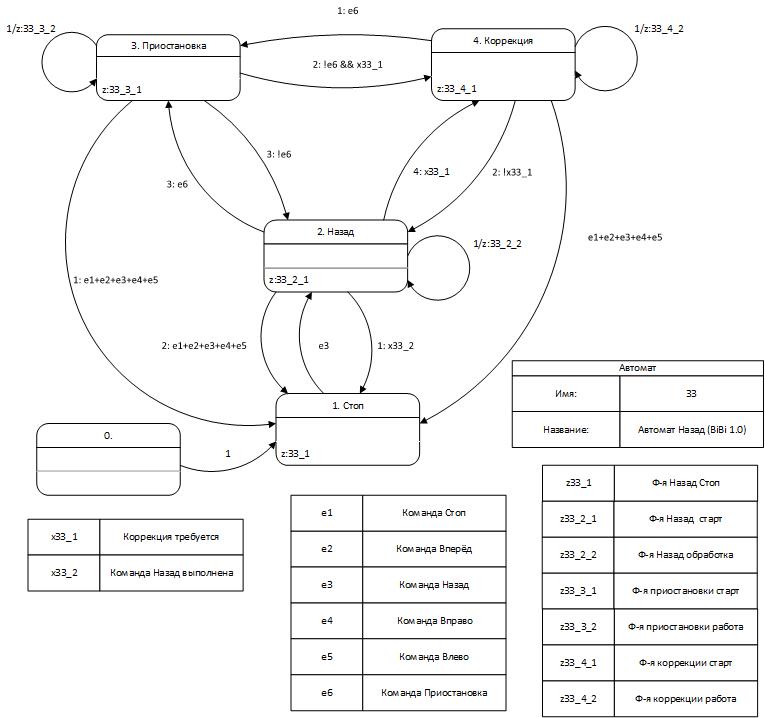 1: e6
1/z:33_3_2
3. Приостановка
z:33_3_1
2: !e6 && x33_1
4. Коррекция
z:33_4_1
1/z:33_4_2
3: !e6
3: e6
4: x33_1
2: !x33_1
2. Назад
z:33_2_1
1/z:33_2_2
e1+e2+e3+e4+e5
1: e1+e2+e3+e4+e5
2: e1+e2+e3+e4+e5
e3
1: x33_2
1. Стоп
z:33_1
0.
1
Автомат
Имя: 33
Название: Автомат Назад (BiBi 1.0)
x33_1 Коррекция требуется
x33_2 Команда Назад выполнена
e1 Команда Стоп
e2 Команда Вперёд
e3 Команда Назад
e4 Команда Вправо
e5 Команда Влево
e6 Команда Приостановка
z33_1 Ф-я Назад Стоп
z33_2_1 Ф-я Назад старт
z33_2_2 Ф-я Назад обработка
z33_3_1 Ф-я приостановки старт
z33_3_2 Ф-я приостановки работа
z33_4_1 Ф-я коррекции старт
z33_4_2 Ф-я коррекции работа